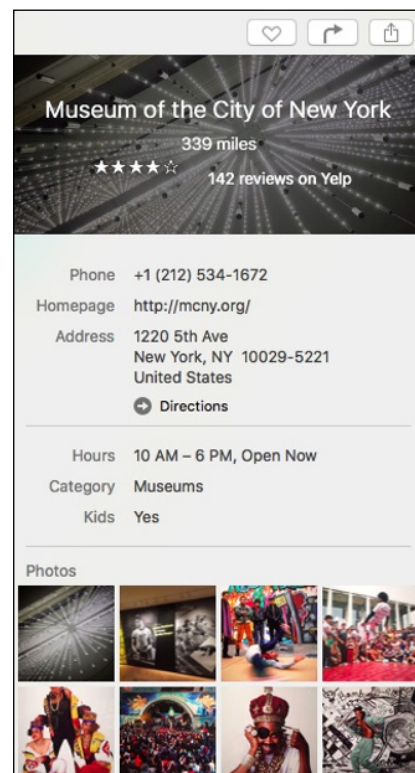 Museum of the City of New York
339 miles
★★★★☆ 142 reviews on Yelp
Phone +1 (212) 534-1672
Homepage http://mcny.org/
Address 1220 5th Ave
New York, NY 10029-5221
United States
Directions
Hours 10 AM – 6 PM, Open Now
Category Museums
Kids Yes
Photos